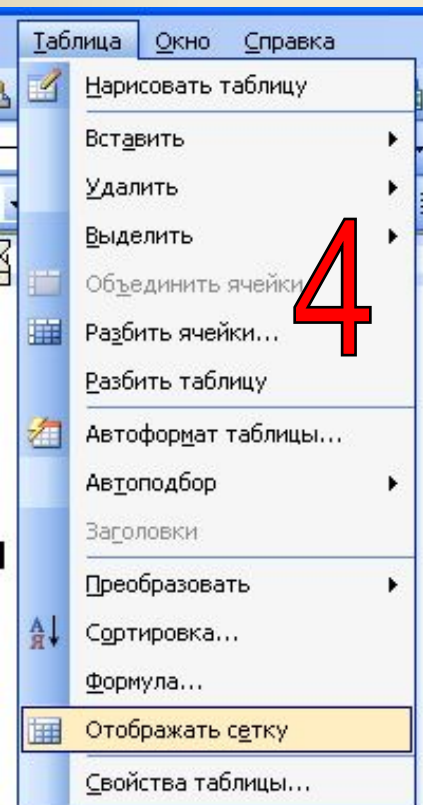 Таблица Окно Справка
Нарисовать таблицу
Вставить
Удалить
Выделить
Объединить ячейки
4
Разбить ячейки...
Разбить таблицу
Автоформат таблицы...
Автоподбор
Заголовки
Преобразовать
Сортировка...
Формула...
Отображать сетку
Свойства таблицы...